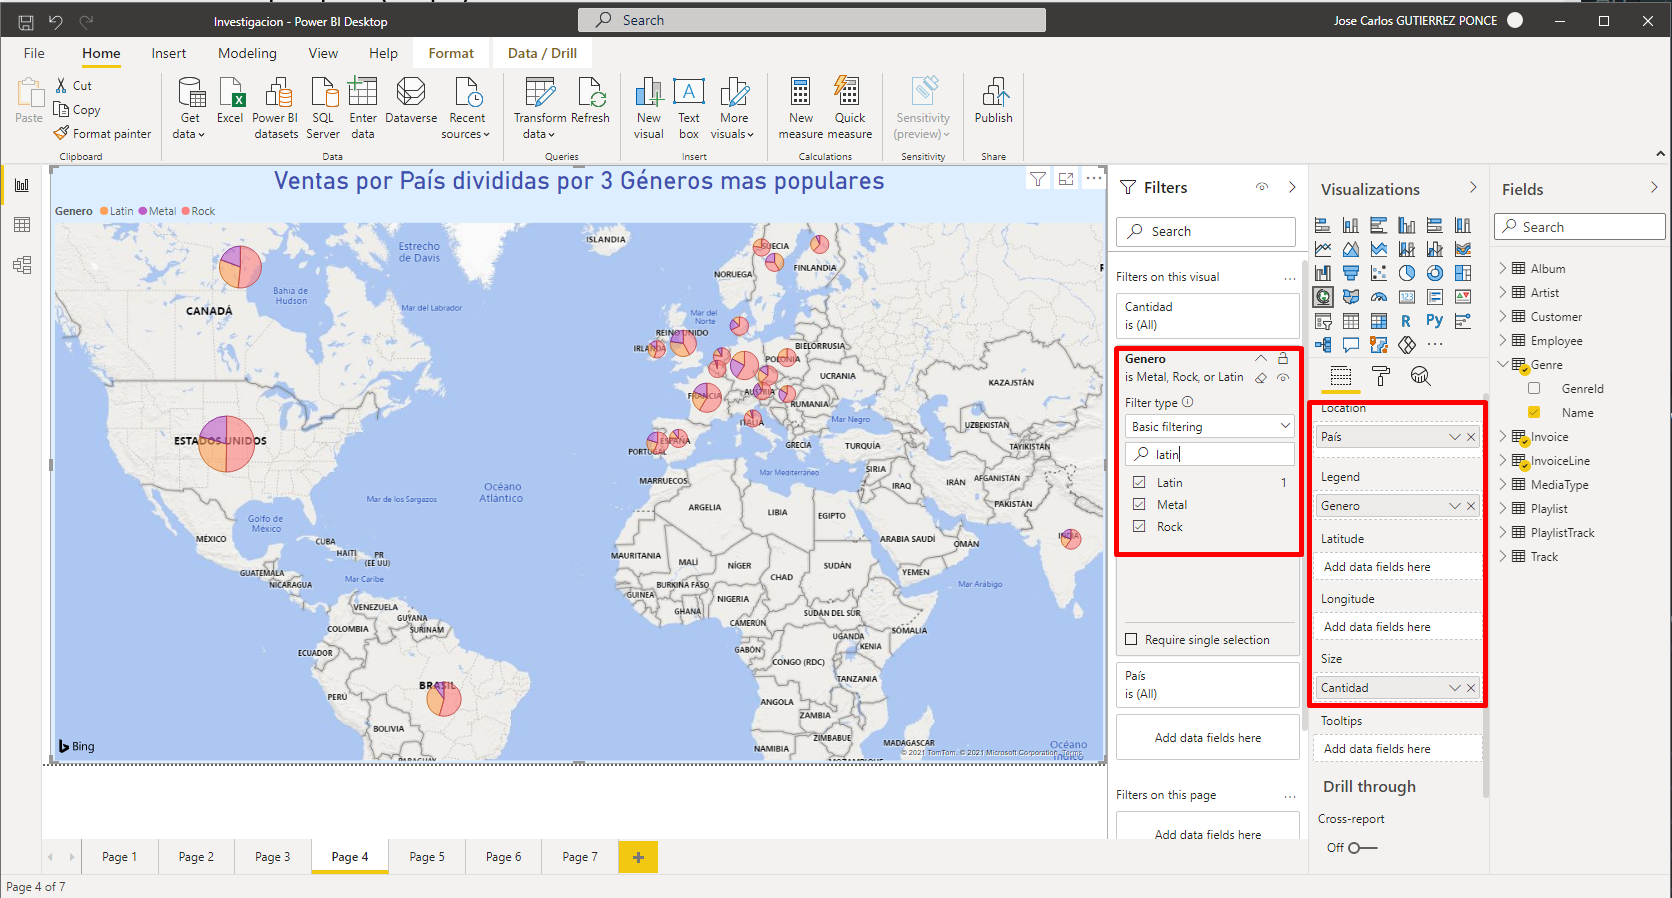 Investigacion - Power BI Desktop
Search
Jose Carlos GUTIERREZ PONCE
File
Home
Insert
Modeling
View
Help
Format
Data / Drill
Paste
Cut
Copy
Format painter
Clipboard
Get data
Excel
Power BI datasets
SQL Server
Enter data
Dataverse
Recent sources
Data
Transform data
Refresh
Queries
New visual
Text box
More visuals
Insert
New measure
Quick measure
Calculations
Sensitivity (preview)
Sensitivity
Publish
Share
Ventas por País divididas por 3 Géneros mas populares
Genero Latin Metal Rock
ISLANDIA
Estrecho de Davis
SUECIA
FINLANDIA
NORUEGA
Bahía de Hudson
Mar del Labrador
CANADÁ
Mar del Norte
REINO UNIDO
IRLANDA
BIELORRUSIA
POLONIA
UCRANIA
KAZAJSTÁN
AUSTRIA
FRANCIA
RUMANIA
Mar Negro
ITALIA
UZBEKISTÁN
ESTADOS UNIDOS
ESPAÑA
PORTUGAL
GRECIA
TURQUÍA
TAYIKISTÁN
Mar Mediterráneo
SIRIA
IRAQ
IRÁN
AFGANISTÁN
MARRUECOS
Océano Atlántico
Mar de los Sargazos
PAKISTÁN
ARGELIA
LIBIA
EGIPTO
Golfo de México
MÉXICO
CUBA
HAITÍ
PR (EE UU)
ARABIA SAUDÍ
OMÁN
INDIA
MAURITANIA
MALÍ
NÍGER
CHAD
SUDÁN
YEMEN
Mar Arábigo
GUATEMALA
NICARAGUA
Mar Caribe
BURKINA FASO
GUINEA
NIGERIA
GHANA
VENEZUELA
GUYANA
SURINAM
COLOMBIA
CAMERÚN
SUDÁN DEL SUR
SOMALIA
UGANDA
KENIA
ECUADOR
GABÓN
CONGO (RDC)
TANZANIA
PERÚ
BRASIL
ANGOLA
ZAMBIA
BOLIVIA
ZIMBABUE
MADAGASCAR
NAMIBIA
MOZAMBIQUE
PARAGUAY
Océano Índico
Bing
© 2021 TomTom, © 2021 Microsoft Corporation, Terms
Filters
Search
Filters on this visual
...
Cantidad
is (All)
Genero
is Metal, Rock, or Latin
Filter type
Basic filtering
latin
Latin 1
Metal
Rock
Require single selection
País
is (All)
Add data fields here
Filters on this page
...
Add data fields here
Visualizations
R
Py
...
Location
País
Legend
Genero
Latitude
Add data fields here
Longitude
Add data fields here
Size
Cantidad
Tooltips
Add data fields here
Drill through
Cross-report
Off
Fields
Search
Album
Artist
Customer
Employee
Genre
GenreId
Name
Invoice
InvoiceLine
MediaType
Playlist
PlaylistTrack
Track
Page 1
Page 2
Page 3
Page 4
Page 5
Page 6
Page 7
Page 4 of 7